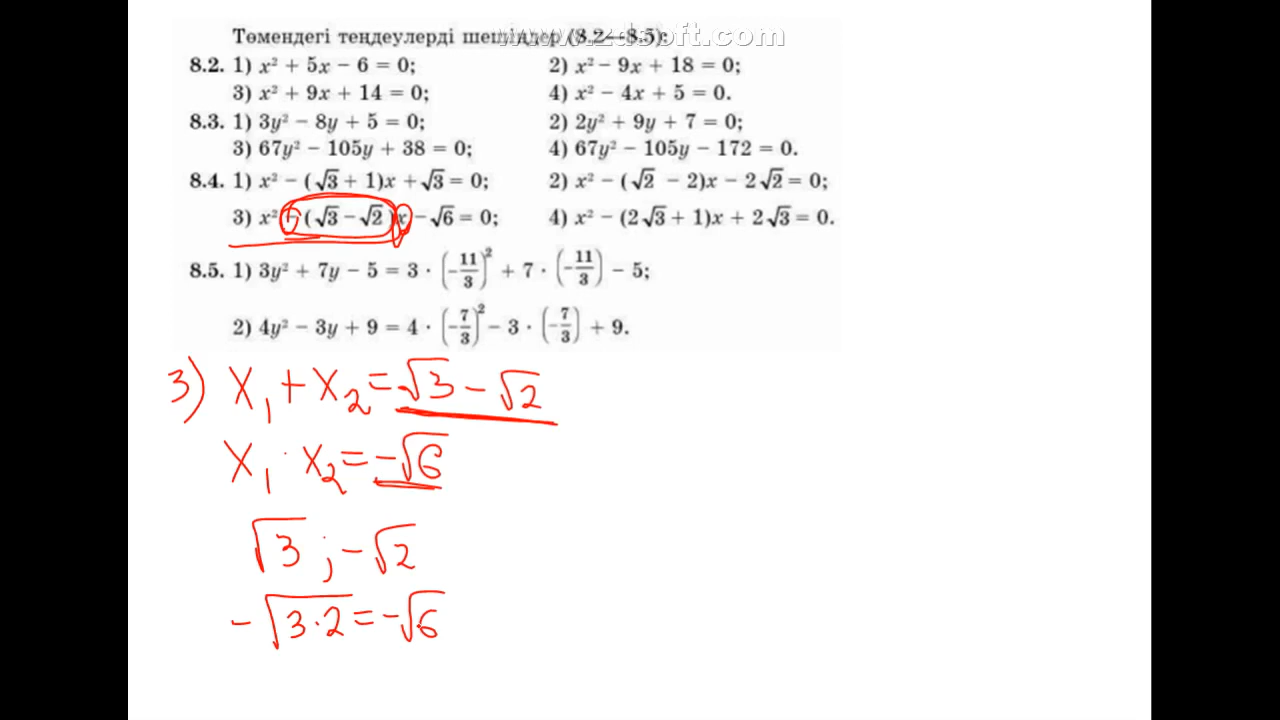 Төмендегі теңдеулерді шешіңдер (8.2—8.5):
8.2. 1) x² + 5x − 6 = 0; 2) x² − 9x + 18 = 0;
3) x² + 9x + 14 = 0; 4) x² − 4x + 5 = 0.
8.3. 1) 3y² − 8y + 5 = 0; 2) 2y² + 9y + 7 = 0;
3) 67y² − 105y + 38 = 0; 4) 67y² − 105y − 172 = 0.
8.4. 1) x² − (√3 + 1)x + √3 = 0; 2) x² − (√2 − 2)x − 2√2 = 0;
3) x² − (√3 − √2)x − √6 = 0; 4) x² − (2√3 + 1)x + 2√3 = 0.
8.5. 1) 3y² + 7y − 5 = 3 · (−11/3)² + 7 · (−11/3) − 5;
2) 4y² − 3y + 9 = 4 · (−7/3)² − 3 · (−7/3) + 9.
3) x₁ + x₂ = √3 − √2
x₁ · x₂ = −√6
√3 ; −√2
−√3·2 = −√6